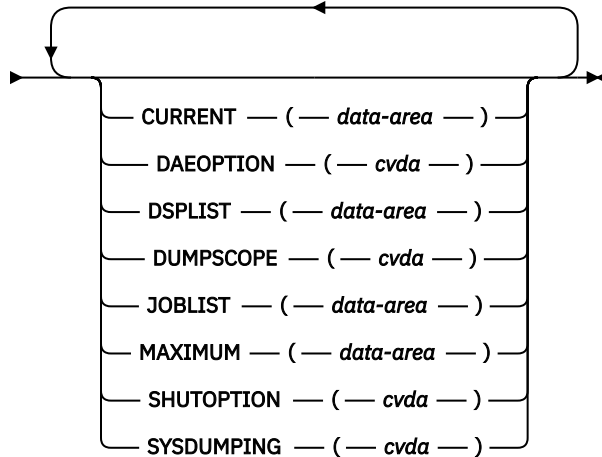 CURRENT ( data-area )
DAEOPTION ( cvda )
DSPLIST ( data-area )
DUMPSCOPE ( cvda )
JOBLIST ( data-area )
MAXIMUM ( data-area )
SHUTOPTION ( cvda )
SYSDUMPING ( cvda )